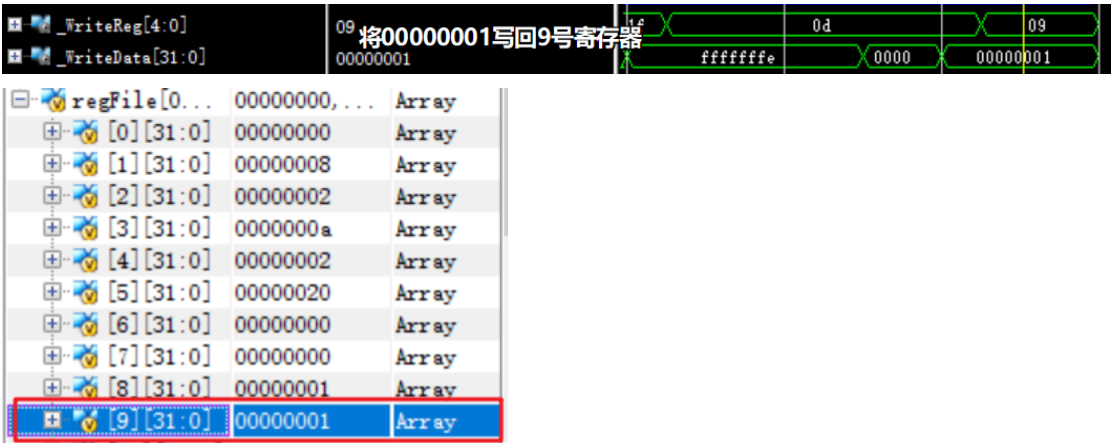 _WriteReg[4:0] 09 1f 0d 09
将00000001写回9号寄存器
_WriteData[31:0] 00000001 fffffffe 0000 00000001
regFile[0... 00000000,... Array
[0][31:0] 00000000 Array
[1][31:0] 00000008 Array
[2][31:0] 00000002 Array
[3][31:0] 0000000a Array
[4][31:0] 00000002 Array
[5][31:0] 00000020 Array
[6][31:0] 00000000 Array
[7][31:0] 00000000 Array
[8][31:0] 00000001 Array
[9][31:0] 00000001 Array